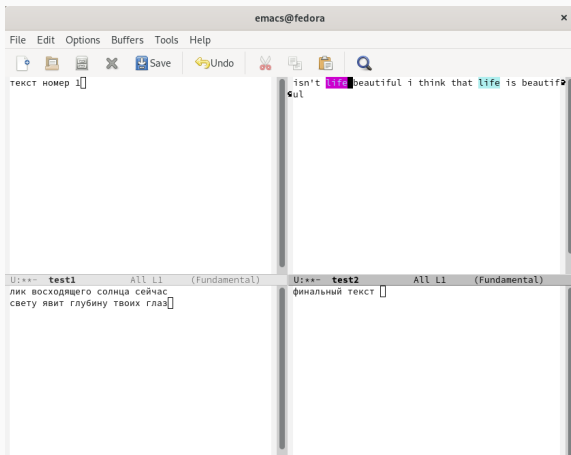 emacs@fedora
File Edit Options Buffers Tools Help
Save Undo
текст номер 1
U:**- test1 All L1 (Fundamental)
isn't life beautiful i think that life is beautif
ul
U:**- test2 All L1 (Fundamental)
лик восходящего солнца сейчас
свету явит глубину твоих глаз
финальный текст